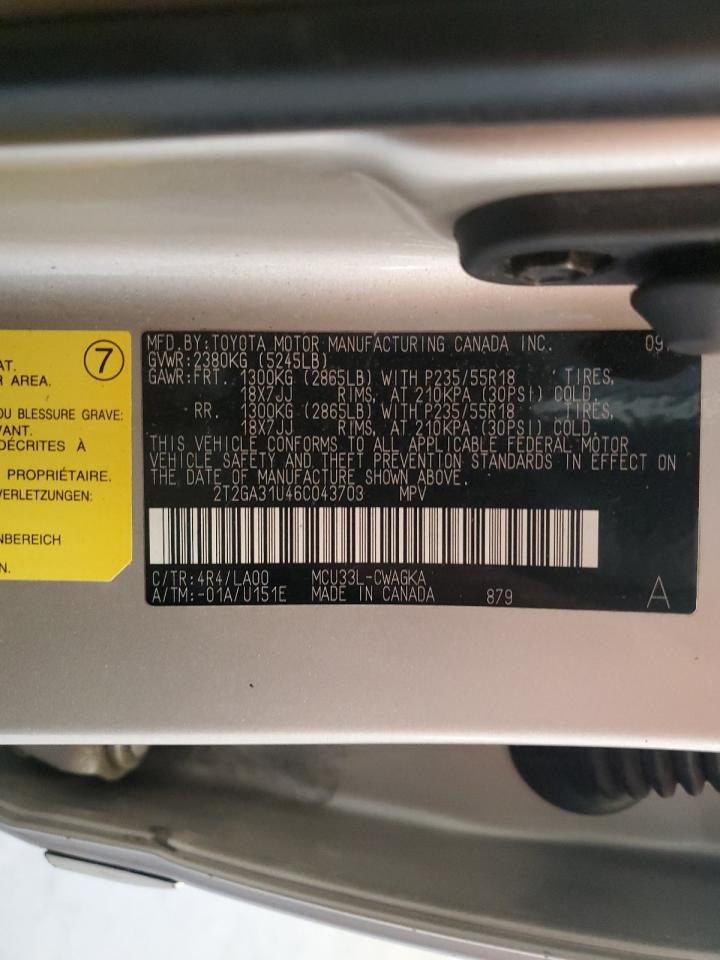 ⑦
AT.
R AREA.
OU BLESSURE GRAVE:
VANT.
DÉCRITES À
PROPRIÉTAIRE.
VERLETZUNGEN:
NBEREICH
N.
MFD.BY:TOYOTA MOTOR MANUFACTURING CANADA INC. 09
GVWR:2380KG (5245LB)
GAWR:FRT. 1300KG (2865LB) WITH P235/55R18 TIRES,
18X7JJ RIMS, AT 210KPA (30PSI) COLD.
RR. 1300KG (2865LB) WITH P235/55R18 TIRES,
18X7JJ RIMS, AT 210KPA (30PSI) COLD.
THIS VEHICLE CONFORMS TO ALL APPLICABLE FEDERAL MOTOR
VEHICLE SAFETY AND THEFT PREVENTION STANDARDS IN EFFECT ON
THE DATE OF MANUFACTURE SHOWN ABOVE.
2T2GA31U46C043703 MPV
C/TR:4R4/LA00 MCU33L-CWAGKA
A/TM:-01A/U151E MADE IN CANADA 879 A